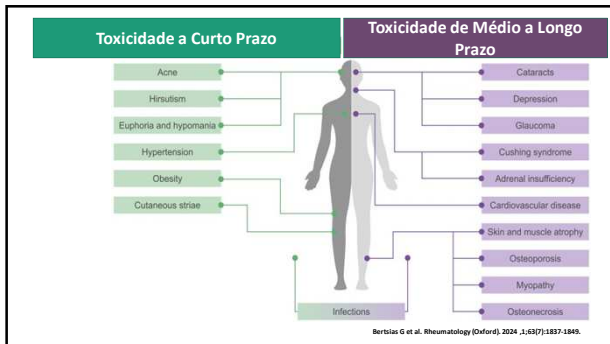 Toxicidade a Curto Prazo
Toxicidade de Médio a Longo
Prazo
Acne
Hirsutism
Euphoria and hypomania
Hypertension
Obesity
Cutaneous striae
Cataracts
Depression
Glaucoma
Cushing syndrome
Adrenal insufficiency
Cardiovascular disease
Skin and muscle atrophy
Osteoporosis
Myopathy
Osteonecrosis
Infections
Bertsias G et al. Rheumatology (Oxford). 2024 ,1;63(7):1837-1849.